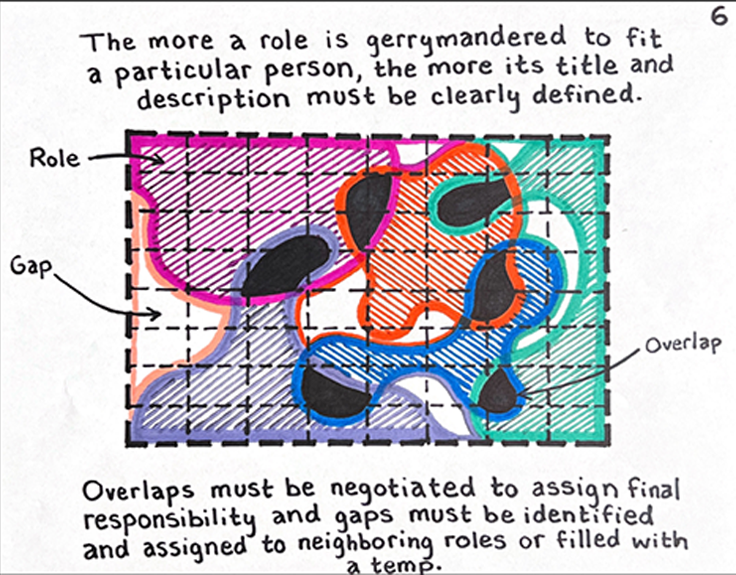 6
The more a role is gerrymandered to fit
a particular person, the more its title and
description must be clearly defined.
Role
Gap
Overlap
Overlaps must be negotiated to assign final
responsibility and gaps must be identified
and assigned to neighboring roles or filled with
a temp.